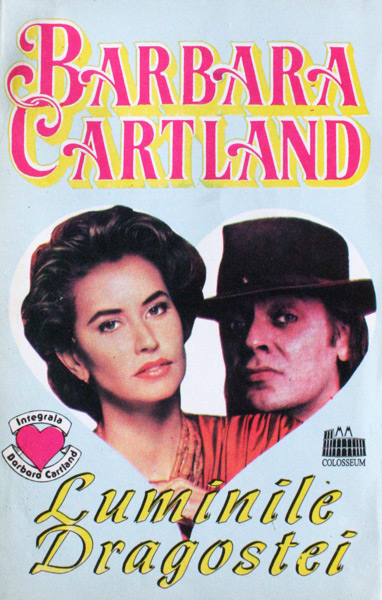 BARBARA
CARTLAND
Integrala
Barbara Cartland
COLOSSEUM
Luminile
Dragostei